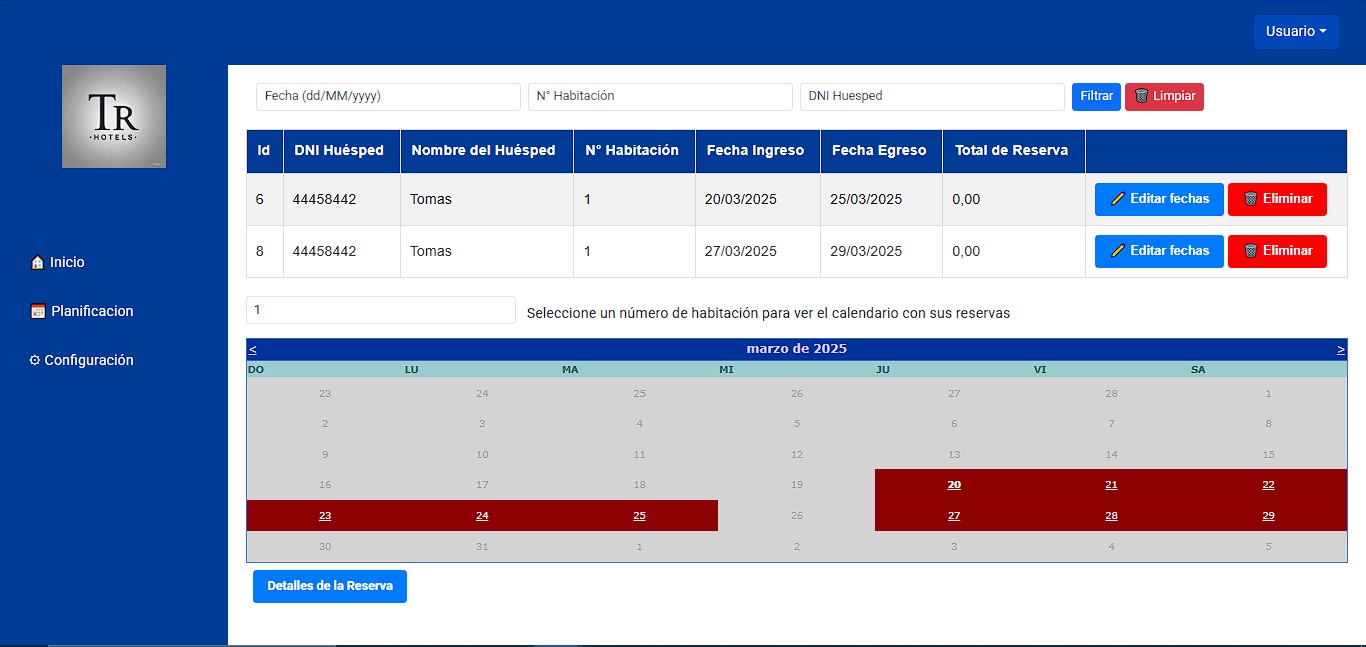 Usuario
TR
·HOTELS·
Fecha (dd/MM/yyyy) N° Habitación DNI Huesped Filtrar Limpiar
Id DNI Huésped Nombre del Huésped N° Habitación Fecha Ingreso Fecha Egreso Total de Reserva
6 44458442 Tomas 1 20/03/2025 25/03/2025 0,00 Editar fechas Eliminar
8 44458442 Tomas 1 27/03/2025 29/03/2025 0,00 Editar fechas Eliminar
Inicio
Planificacion
Configuración
1 Seleccione un número de habitación para ver el calendario con sus reservas
< marzo de 2025 >
DO LU MA MI JU VI SA
23 24 25 26 27 28 1
2 3 4 5 6 7 8
9 10 11 12 13 14 15
16 17 18 19 20 21 22
23 24 25 26 27 28 29
30 31 1 2 3 4 5
Detalles de la Reserva